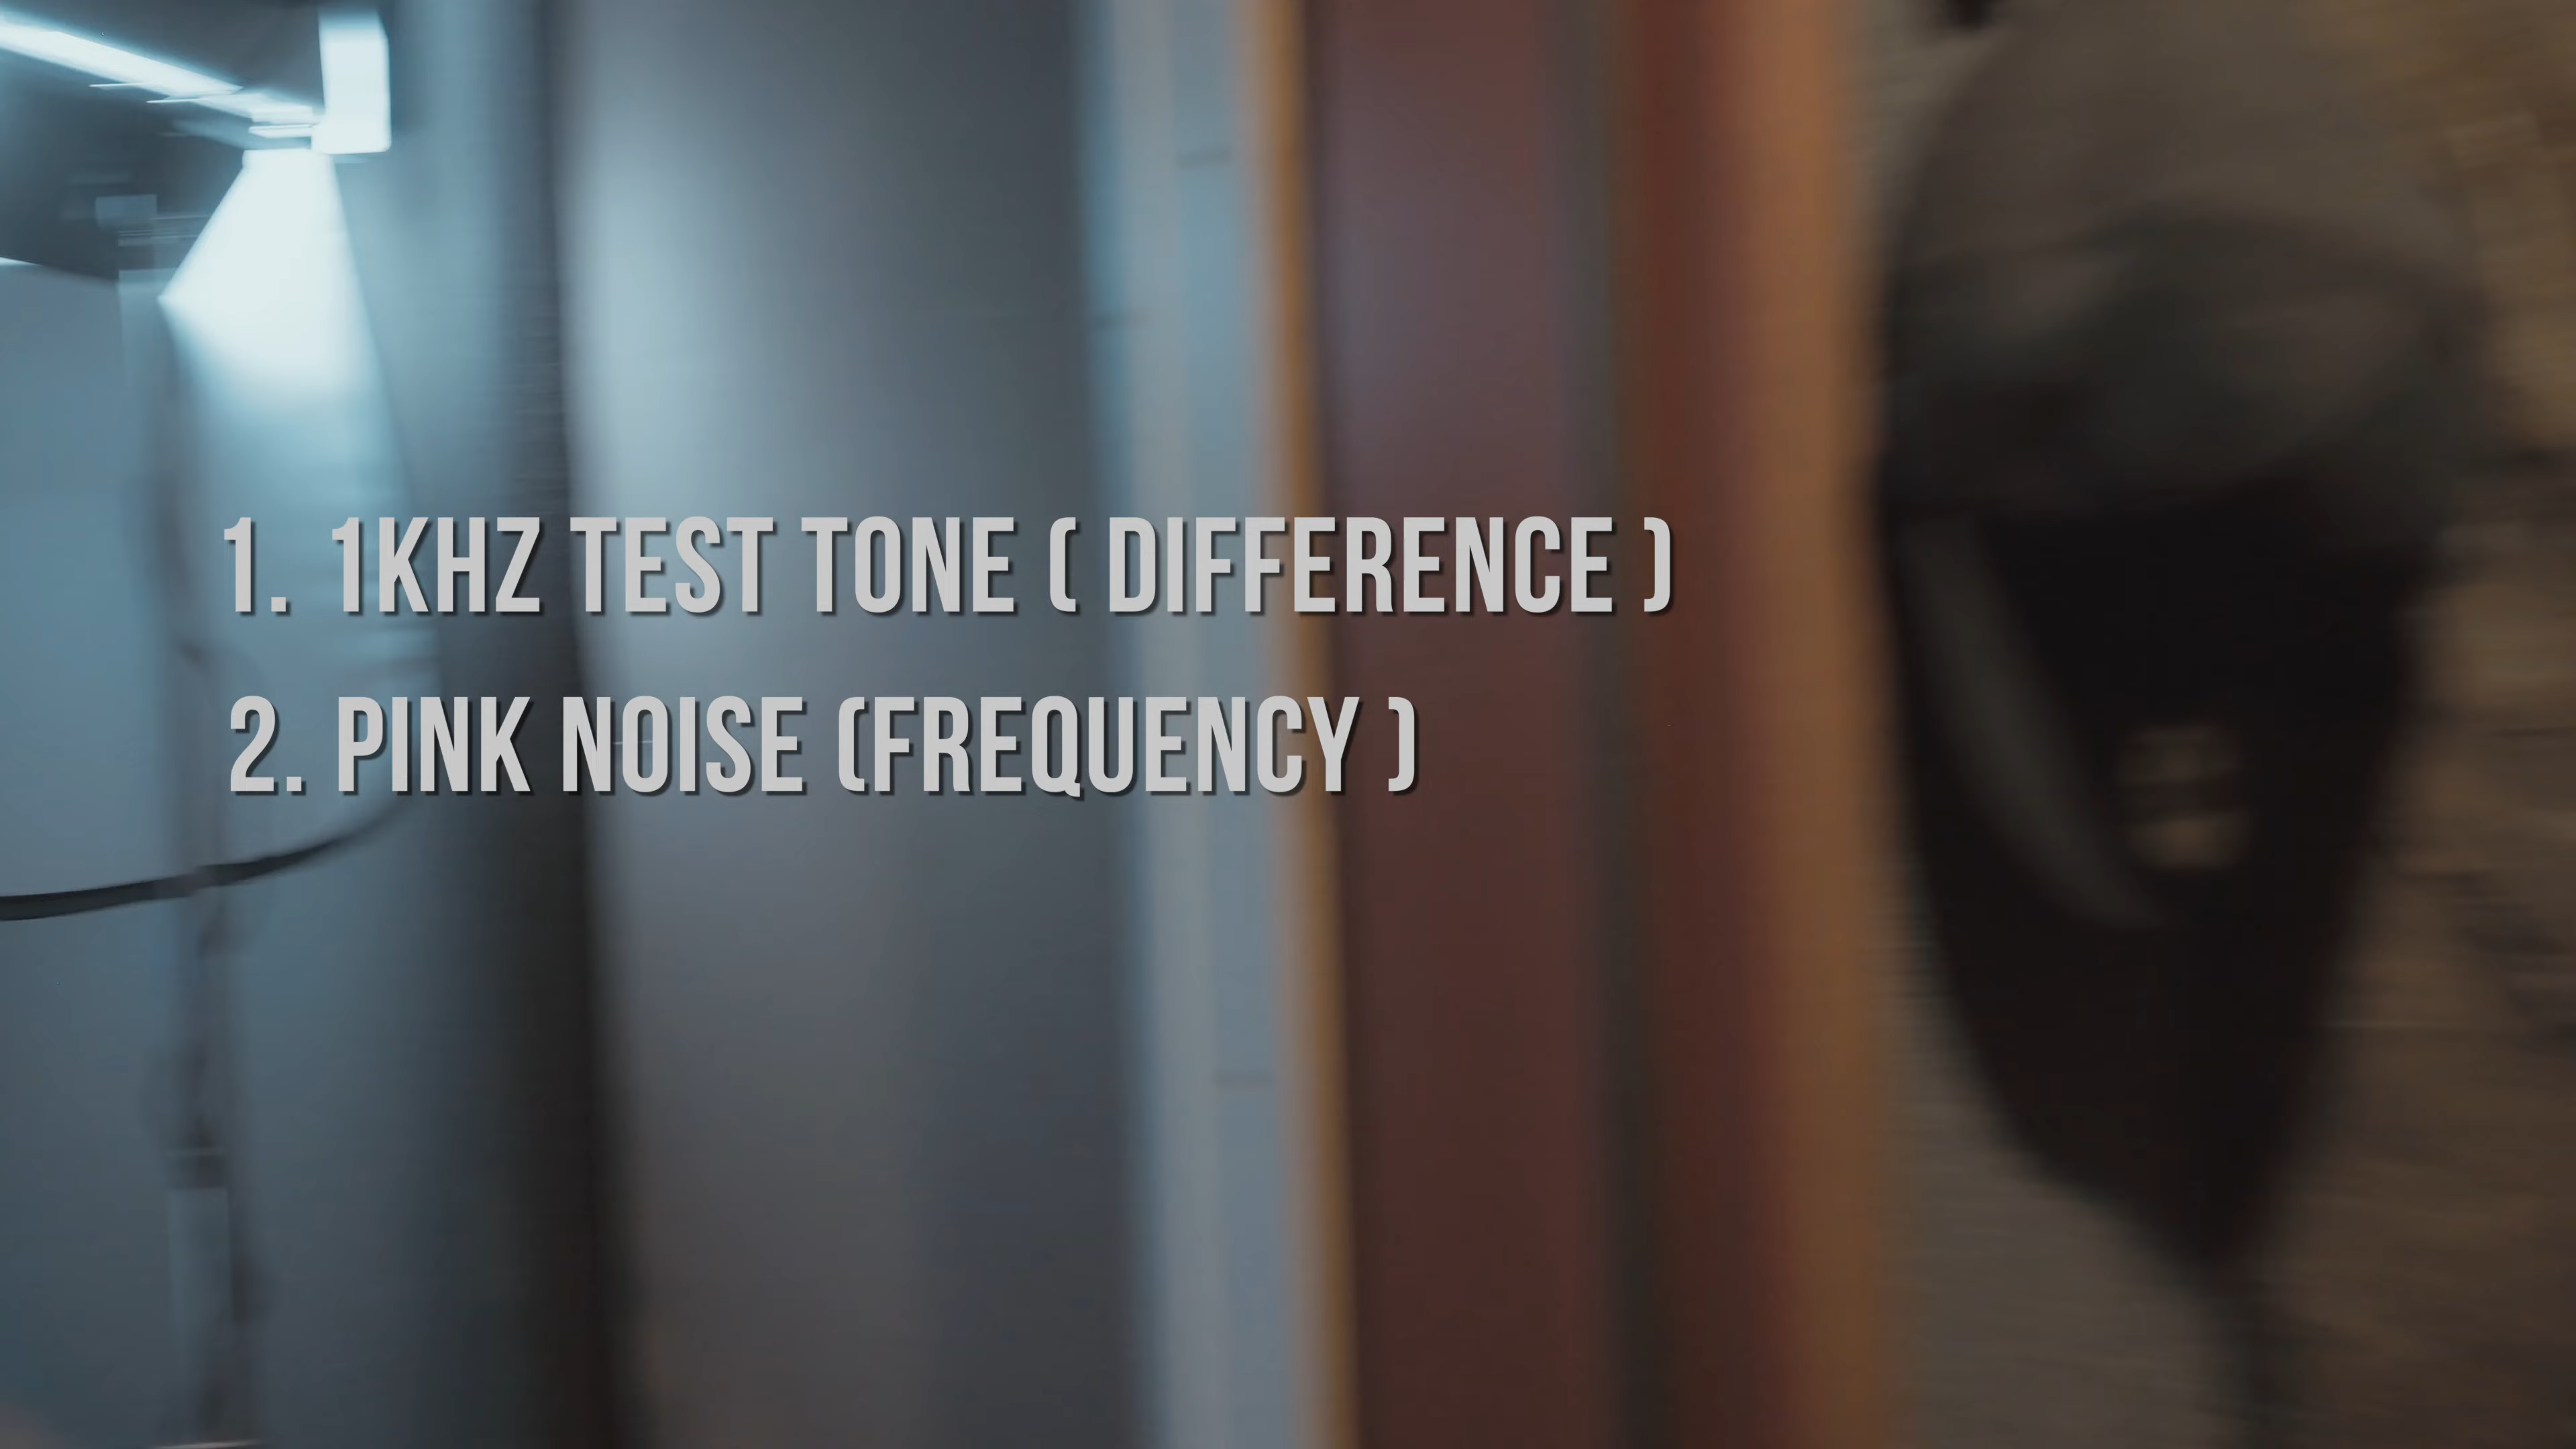 1. 1KHZ TEST TONE ( DIFFERENCE )
2. PINK NOISE (FREQUENCY )